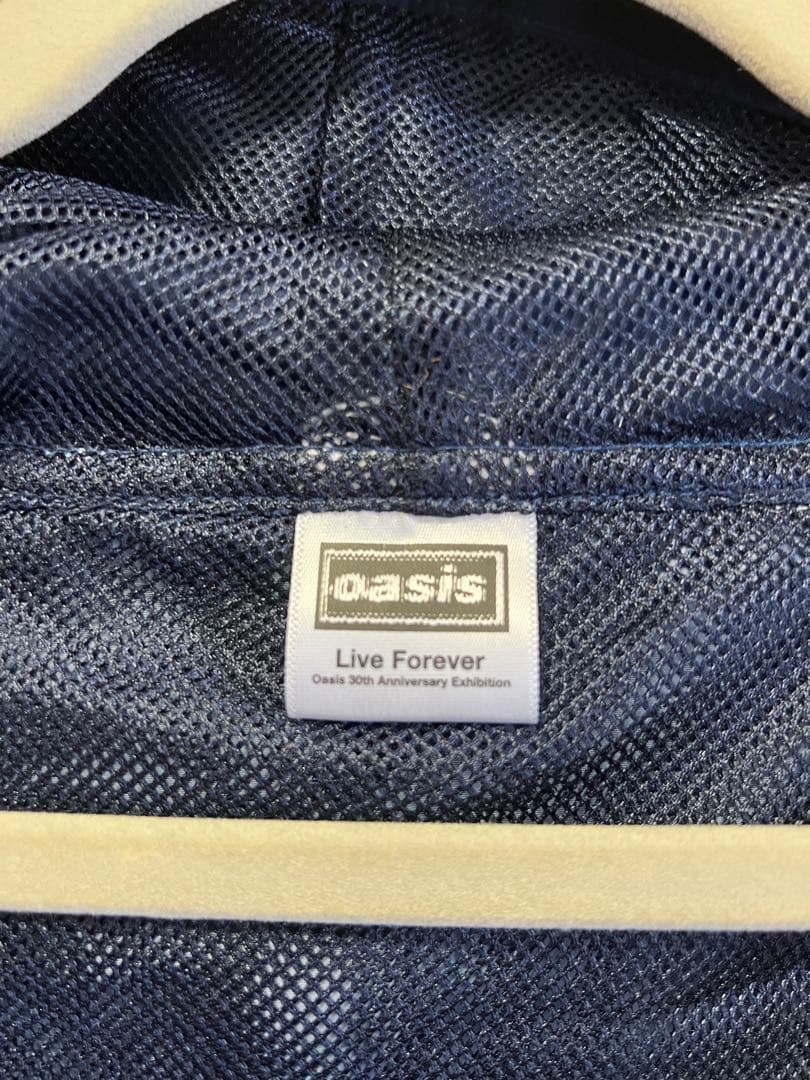 oasis
Live Forever
Oasis 30th Anniversary Exhibition